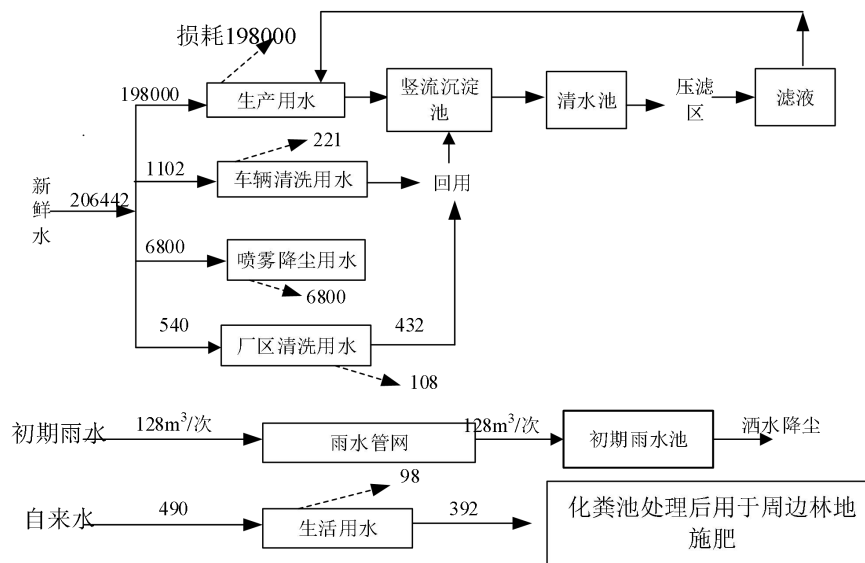 损耗198000
198000
生产用水
竖流沉淀
池
清水池
压滤
区
滤液
221
1102
车辆清洗用水
回用
新
鲜
水
206442
6800
喷雾降尘用水
6800
540
厂区清洗用水
432
108
初期雨水
128m³/次
雨水管网
128m³/次
初期雨水池
洒水降尘
自来水
490
98
生活用水
392
化粪池处理后用于周边林地
施肥